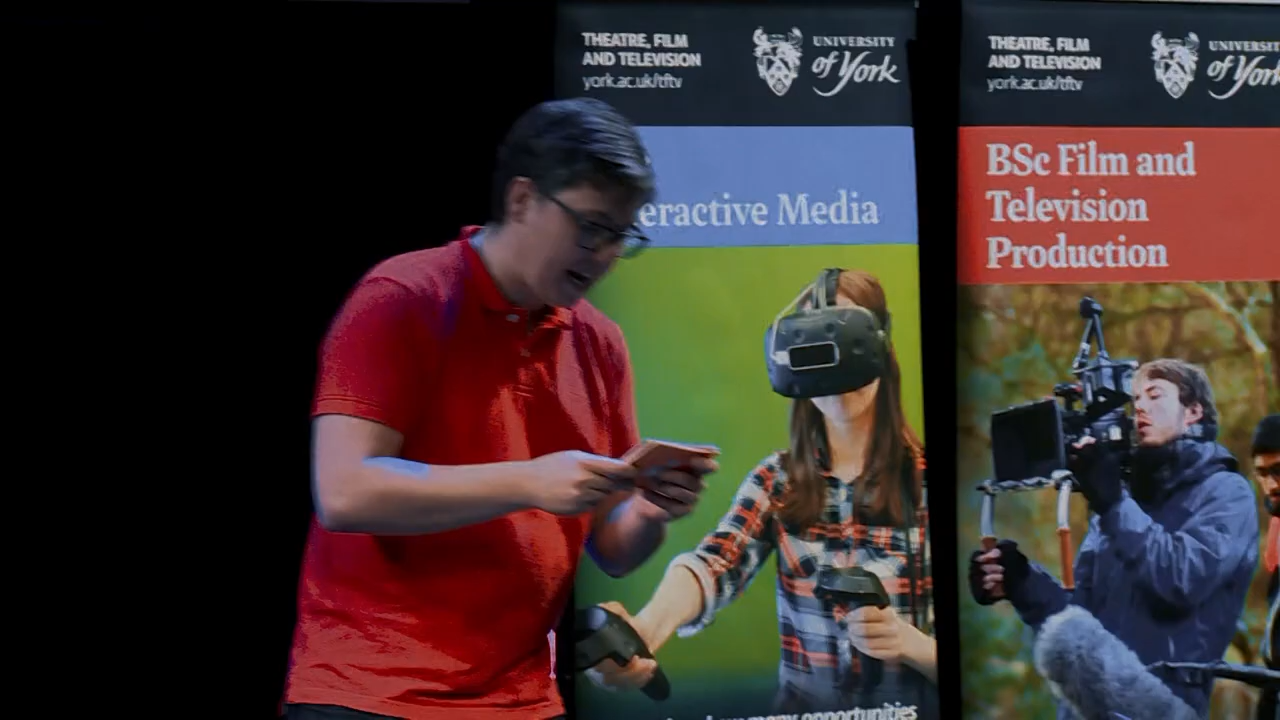 THEATRE, FILM
AND TELEVISION
york.ac.uk/tftv
UNIVERSITY
of York
eractive Media
opportunities
THEATRE, FILM
AND TELEVISION
york.ac.uk/tftv
UNIVERSIT
of York
BSc Film and
Television
Production